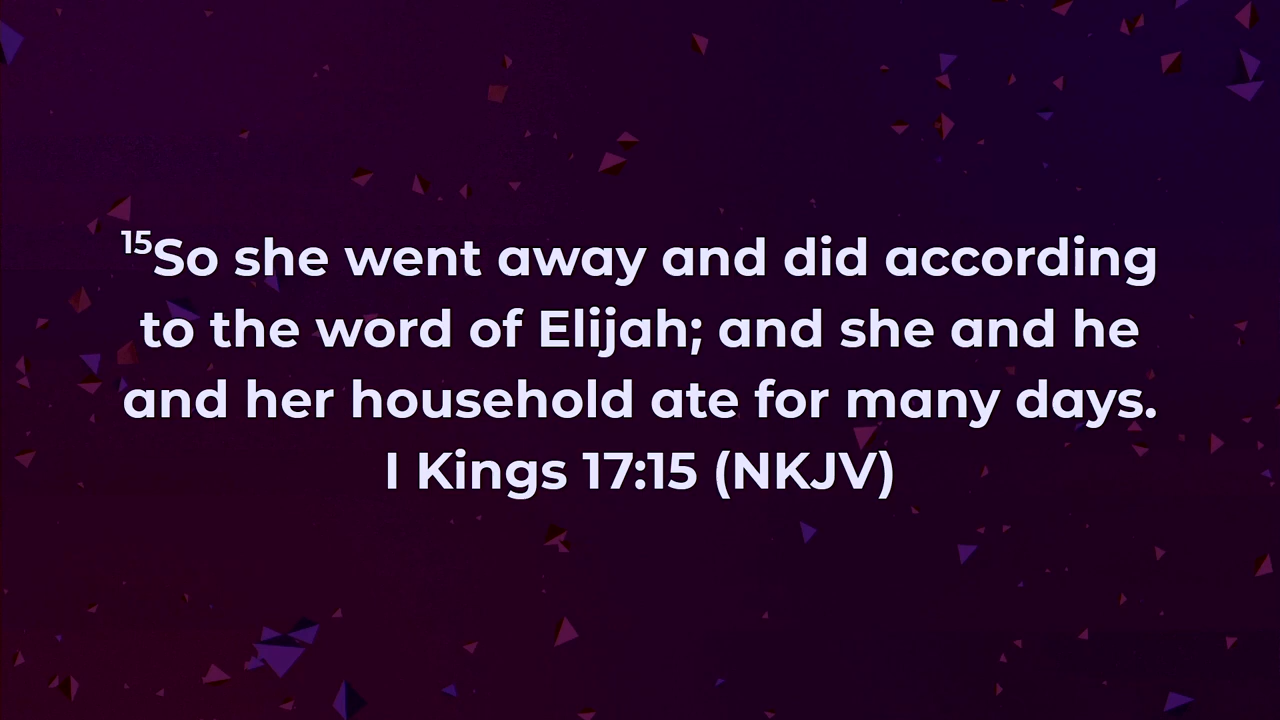 15So she went away and did according
to the word of Elijah; and she and he
and her household ate for many days.
I Kings 17:15 (NKJV)